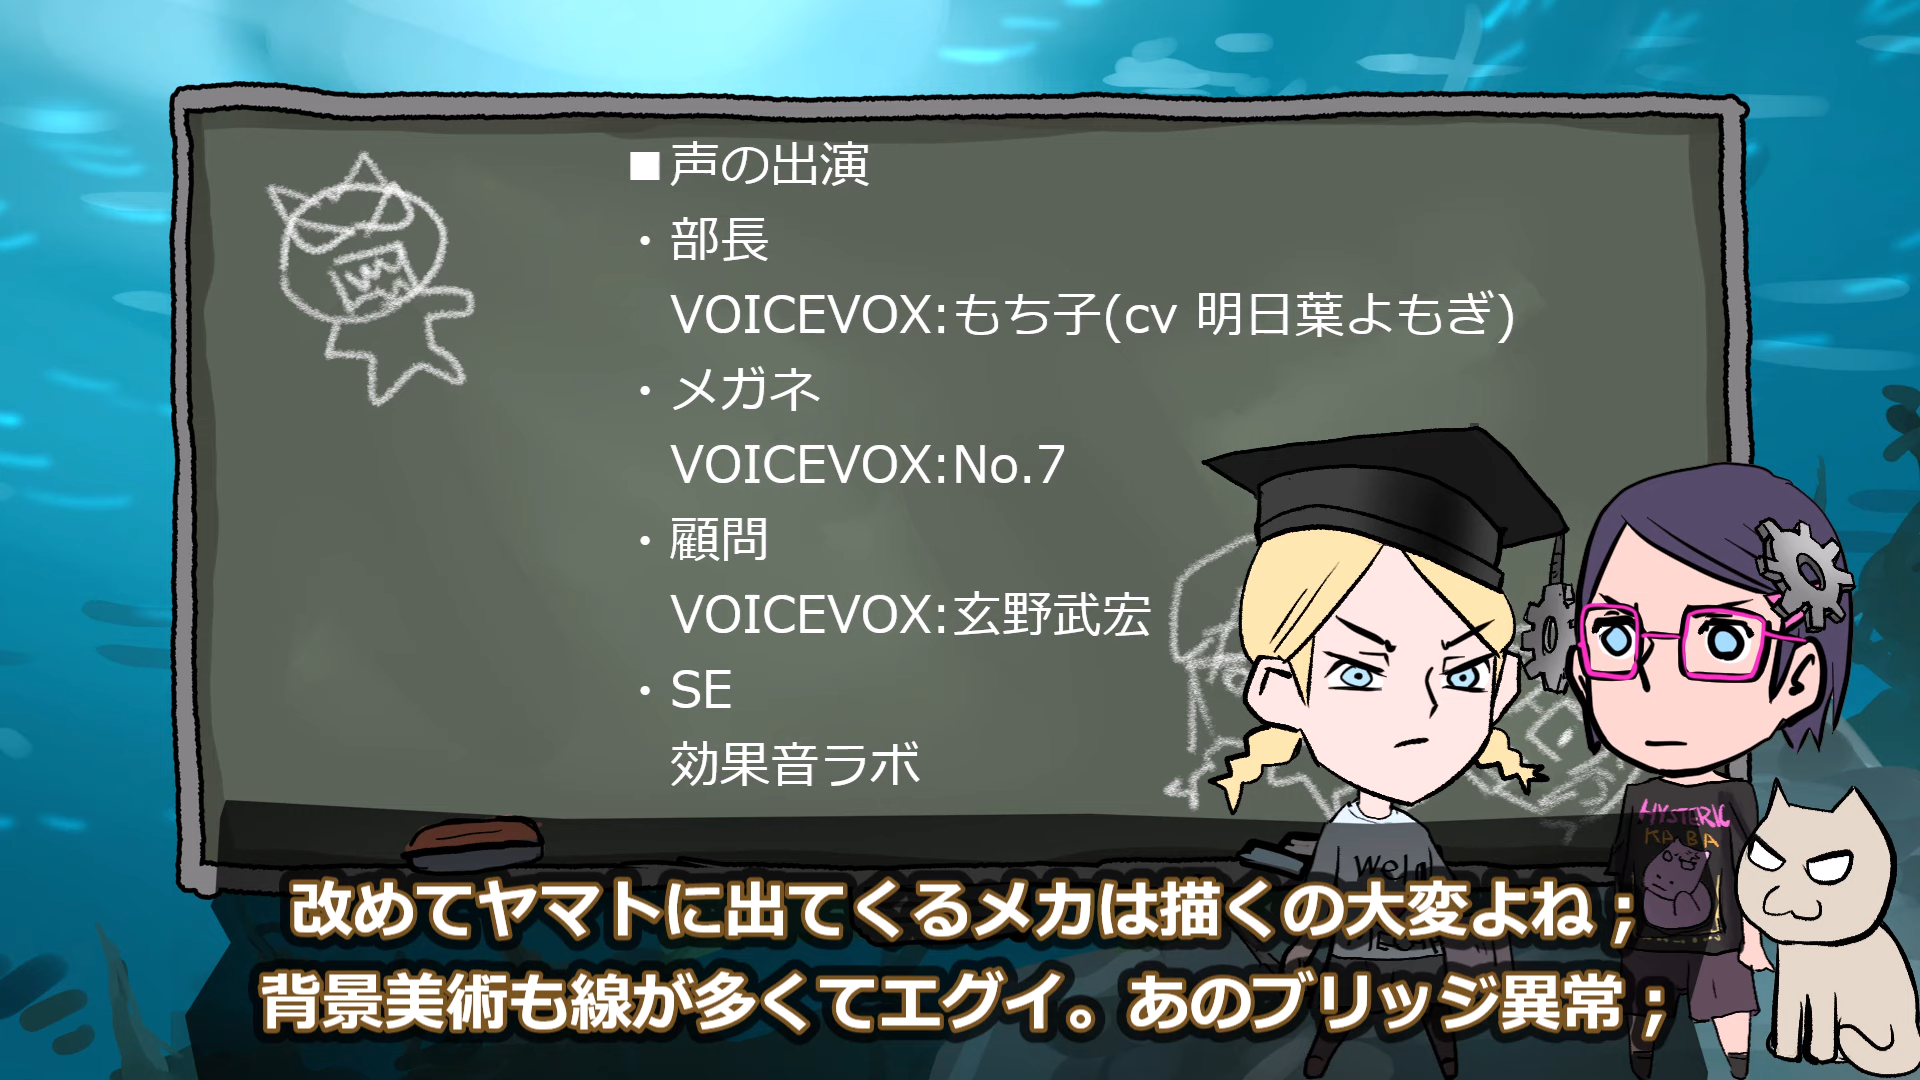 ■声の出演
・部長
VOICEVOX:もち子(cv 明日葉よもぎ)
・メガネ
VOICEVOX:No.7
・顧問
VOICEVOX:玄野武宏
・SE
効果音ラボ
HYSTERIC
KABA
改めてヤマトに出てくるメカは描くの大変よね；
背景美術も線が多くてエグイ。あのブリッジ異常；